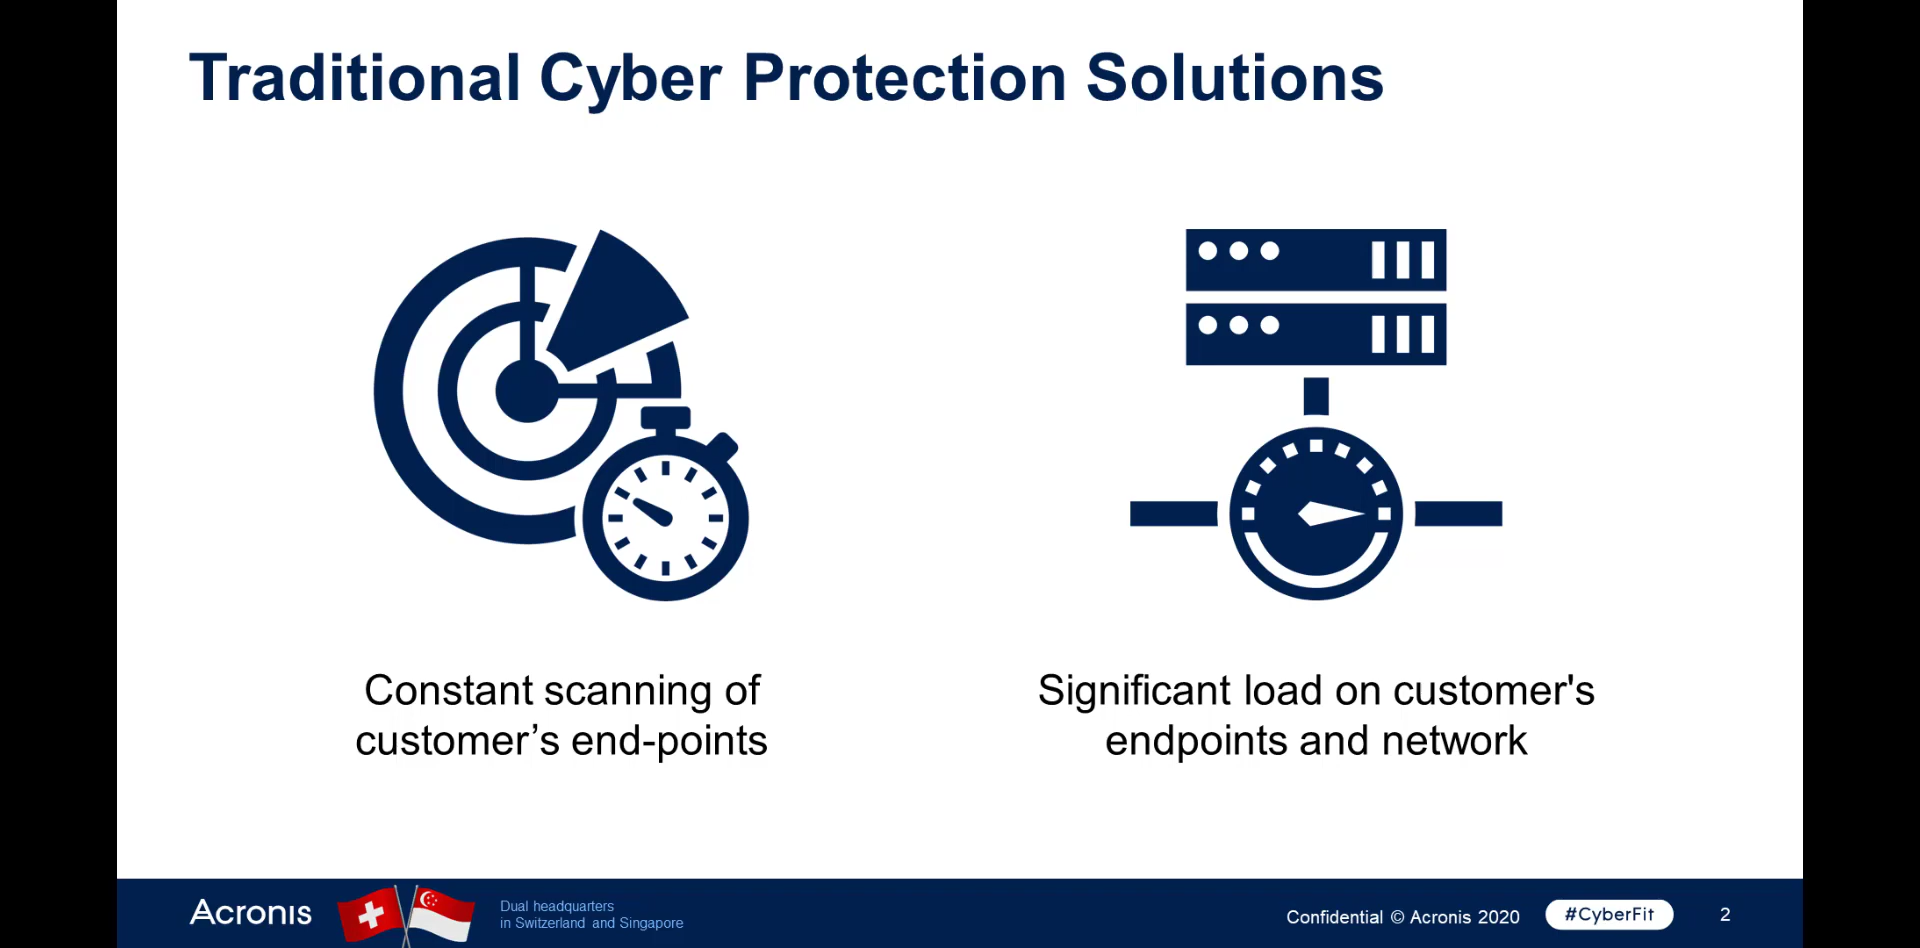 Traditional Cyber Protection Solutions
Constant scanning of
customer’s end-points
Significant load on customer's
endpoints and network
Acronis
Dual headquarters
in Switzerland and Singapore
Confidential © Acronis 2020
#CyberFit
2